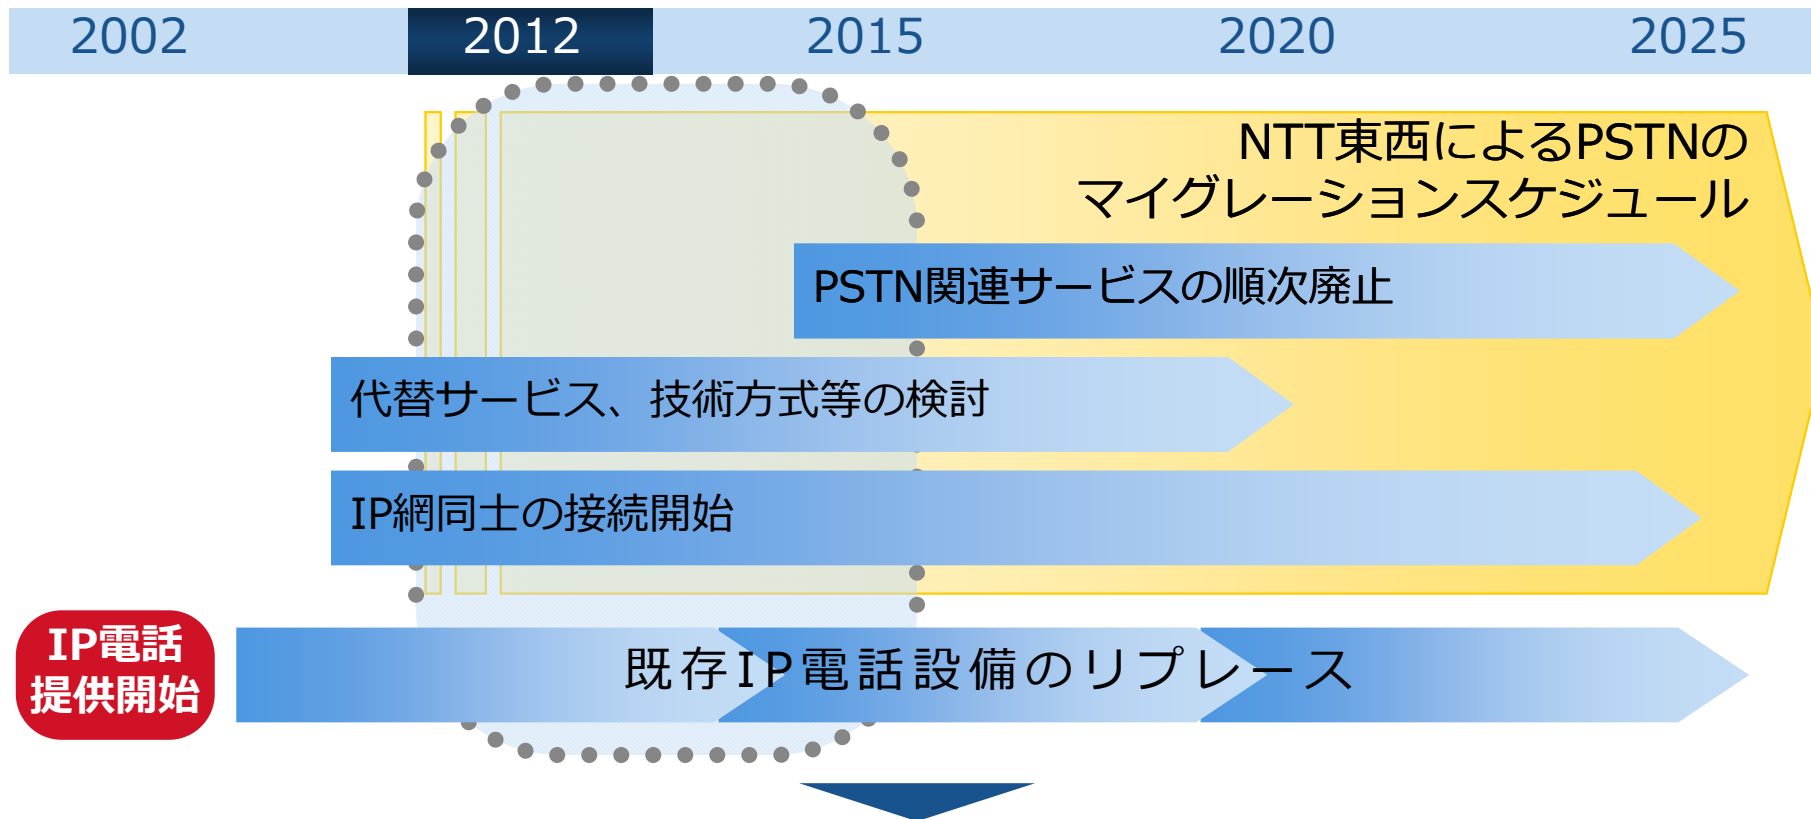 2002 2012 2015 2020 2025
NTT東西によるPSTNの
マイグレーションスケジュール
PSTN関連サービスの順次廃止
代替サービス、技術方式等の検討
IP網同士の接続開始
IP電話
提供開始
既存IP電話設備のリプレース